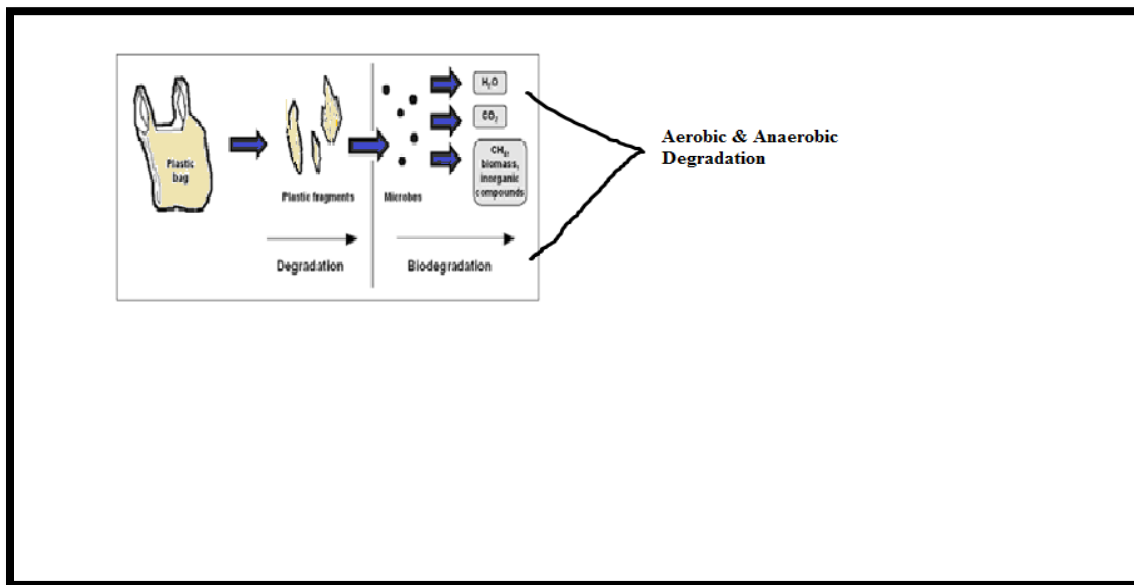 Plastic
bag
Plastic fragments
Microbes
H₂O
CO₂
CH₄,
biomass,
inorganic
compounds
Degradation
Biodegradation
Aerobic & Anaerobic
Degradation